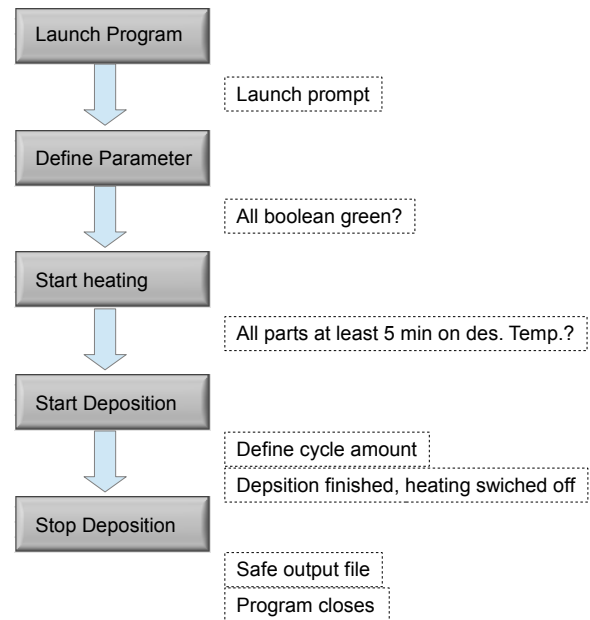 Launch Program
Launch prompt
Define Parameter
All boolean green?
Start heating
All parts at least 5 min on des. Temp.?
Start Deposition
Define cycle amount
Depsition finished, heating swiched off
Stop Deposition
Safe output file
Program closes